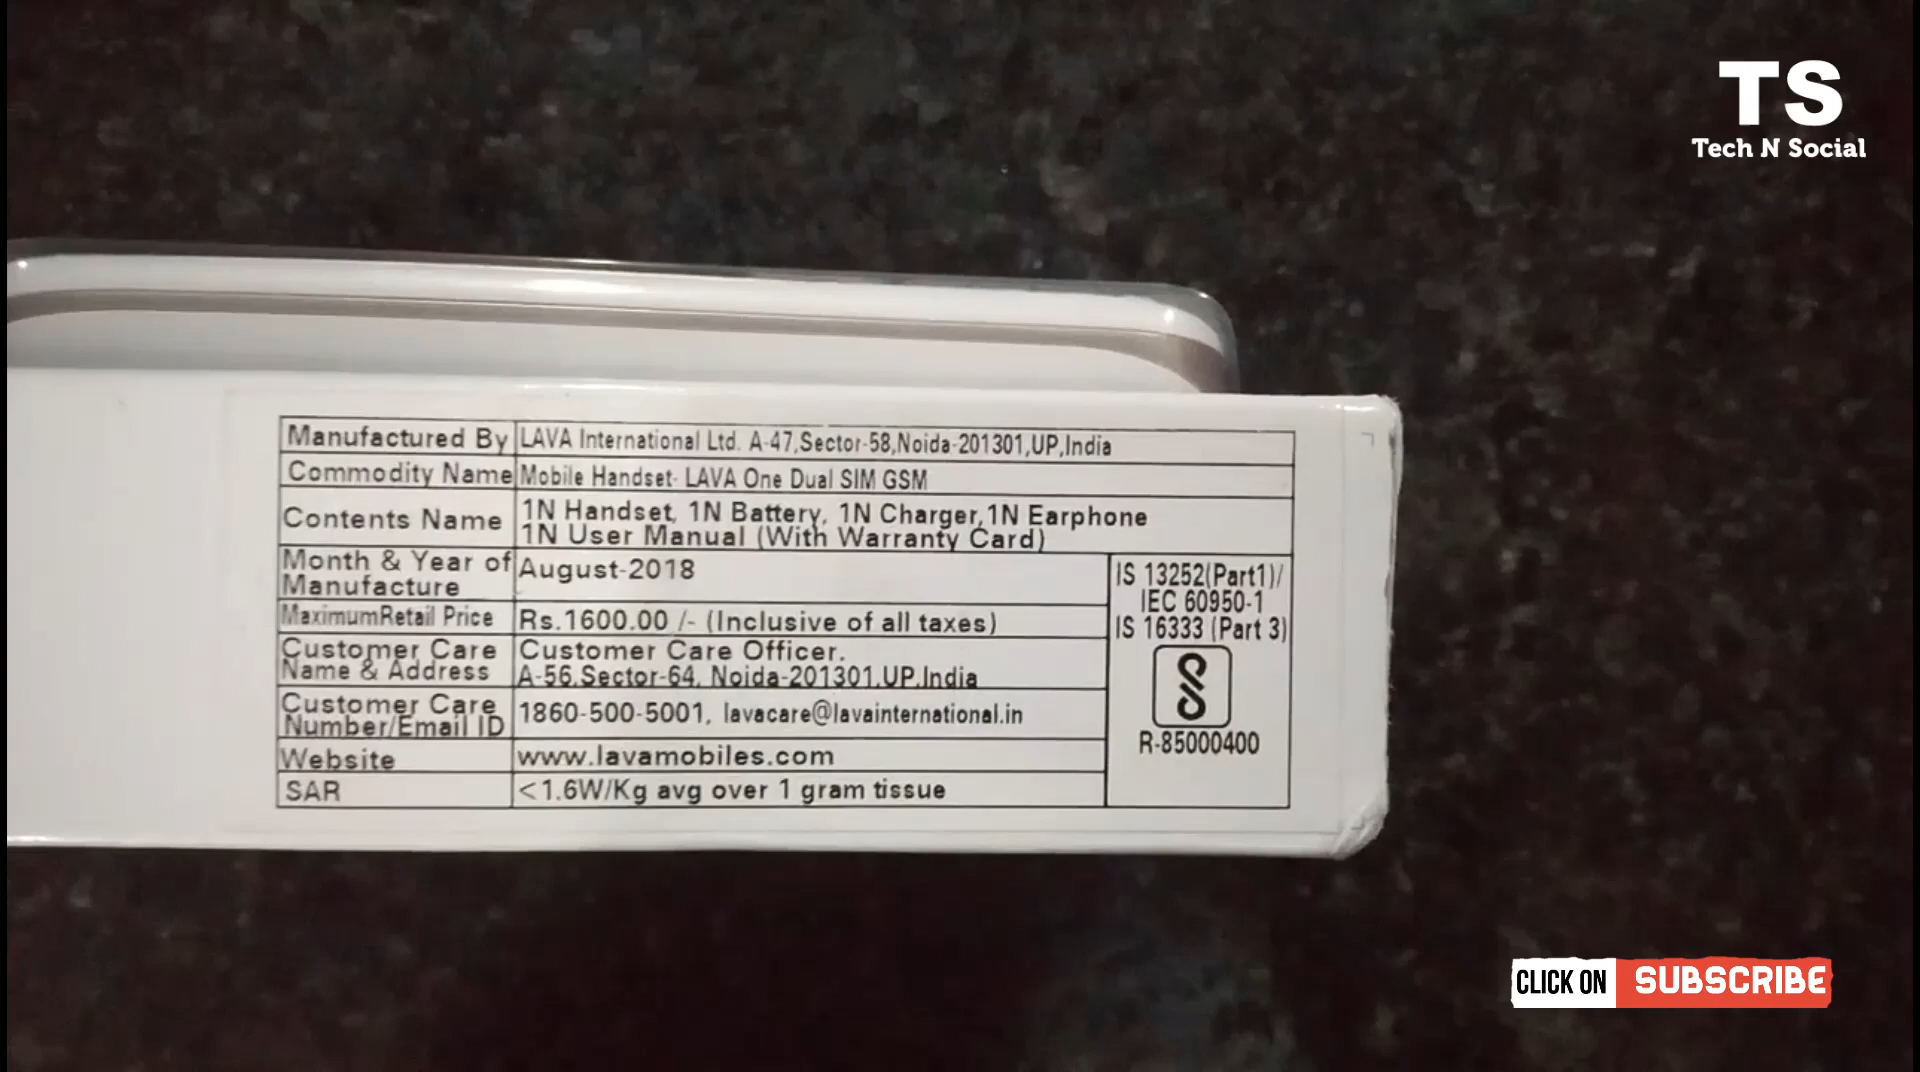 TS
Tech N Social
Manufactured By LAVA International Ltd. A-47,Sector-58,Noida-201301,UP,India
Commodity Name Mobile Handset- LAVA One Dual SIM GSM
Contents Name 1N Handset, 1N Battery, 1N Charger,1N Earphone
1N User Manual (With Warranty Card)
Month & Year of
Manufacture
August-2018
MaximumRetail Price Rs.1600.00 /- (Inclusive of all taxes)
Customer Care
Name & Address
Customer Care Officer.
A-56,Sector-64, Noida-201301,UP,India
Customer Care
Number/Email ID
1860-500-5001, lavacare@lavainternational.in
Website www.lavamobiles.com
SAR <1.6W/Kg avg over 1 gram tissue
IS 13252(Part1)/
IEC 60950-1
IS 16333 (Part 3)
R-85000400
CLICK ON SUBSCRIBE